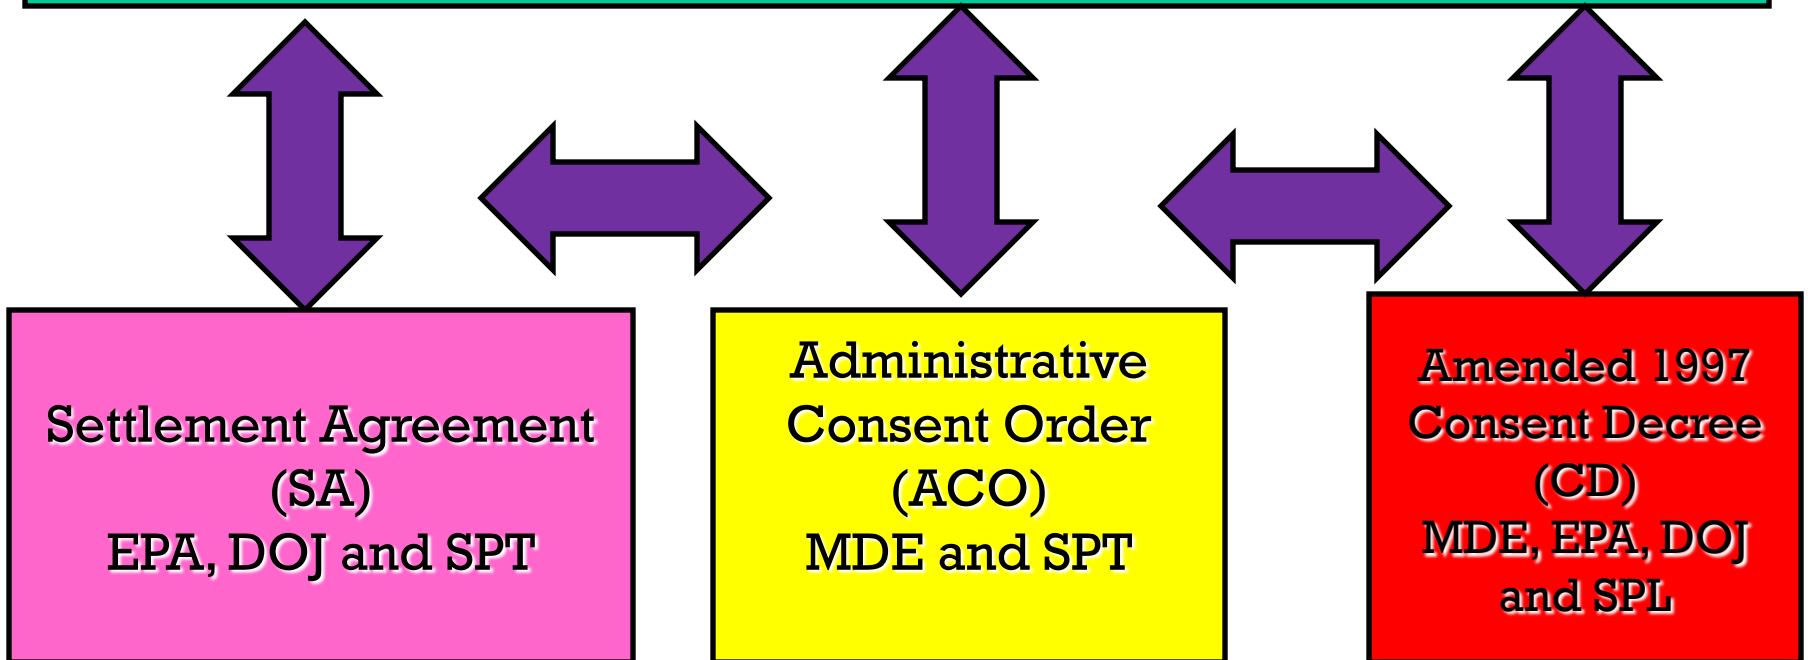 Settlement Agreement
(SA)
EPA, DOJ and SPT
Administrative
Consent Order
(ACO)
MDE and SPT
Amended 1997
Consent Decree
(CD)
MDE, EPA, DOJ
and SPL